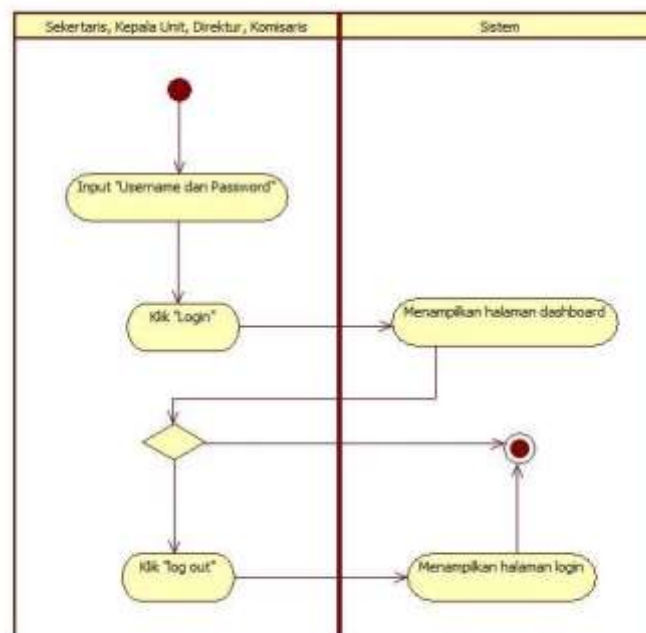 Sekertaris, Kepala Unit, Direktur, Komisaris
Sistem
Input "Username dan Password"
Klik "Login"
Menampilkan halaman dashboard
Klik "log out"
Menampilkan halaman login